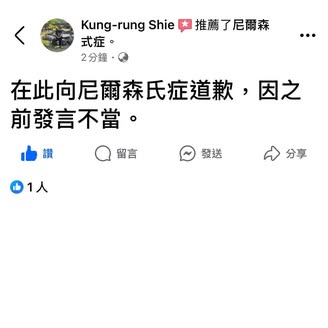 Kung-rung Shie 推薦了尼爾森
式症。
2分鐘·
在此向尼爾森氏症道歉，因之
前發言不當。
讚 留言 發送 分享
1人